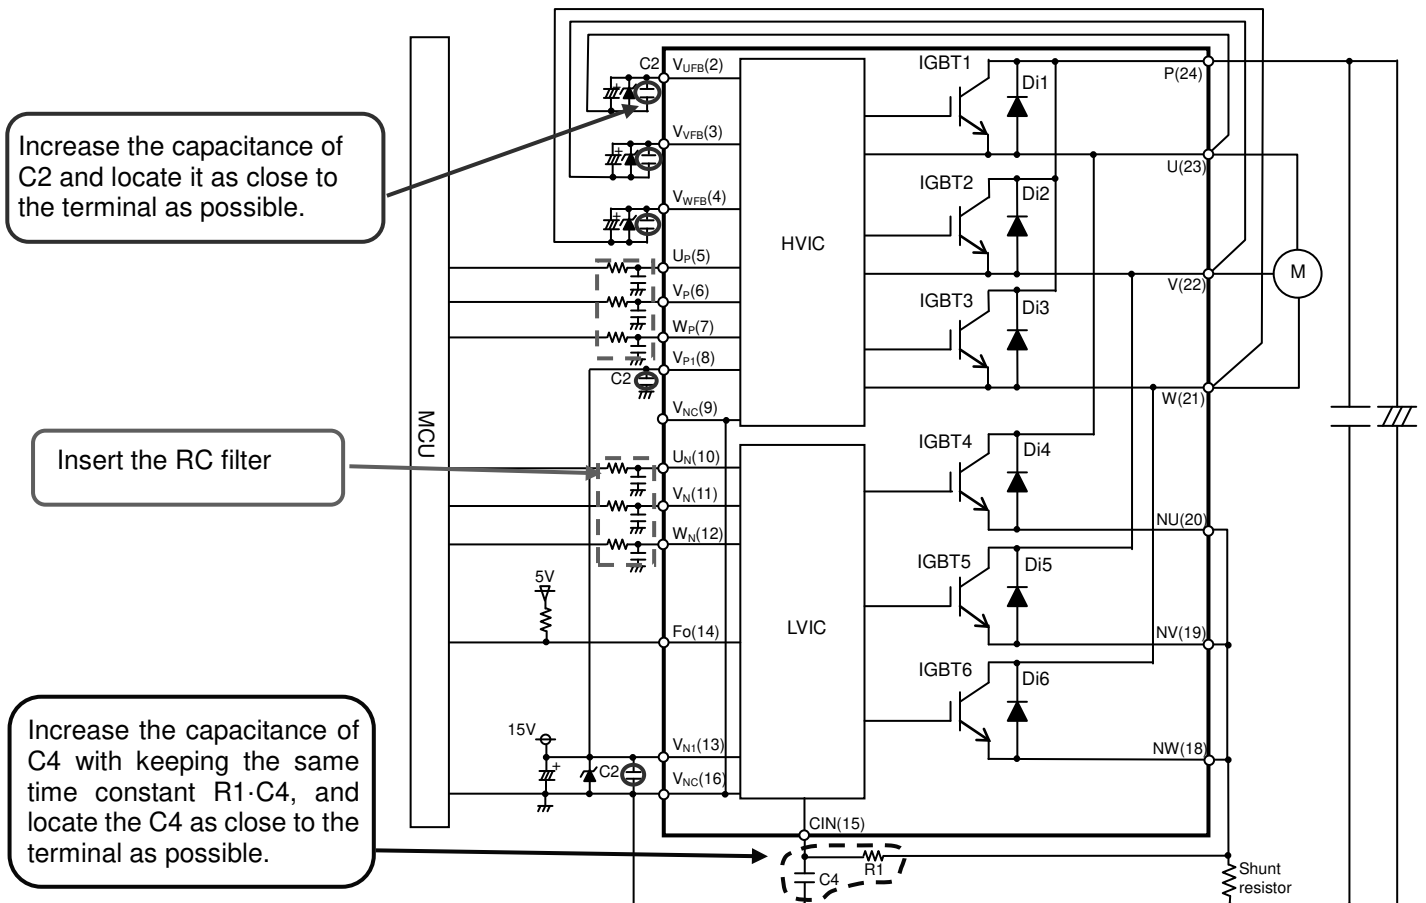 Increase the capacitance of
C2 and locate it as close to
the terminal as possible.
Insert the RC filter
Increase the capacitance of
C4 with keeping the same
time constant R1·C4, and
locate the C4 as close to the
terminal as possible.
MCU
C2
VUFB(2)
+
VVFB(3)
+
VWFB(4)
+
UP(5)
VP(6)
WP(7)
VP1(8)
C2
VNC(9)
UN(10)
VN(11)
WN(12)
5V
Fo(14)
15V
VN1(13)
+
C2
VNC(16)
HVIC
LVIC
CIN(15)
C4
R1
IGBT1
Di1
IGBT2
Di2
IGBT3
Di3
IGBT4
Di4
IGBT5
Di5
IGBT6
Di6
P(24)
U(23)
V(22)
W(21)
NU(20)
NV(19)
NW(18)
M
Shunt
resistor